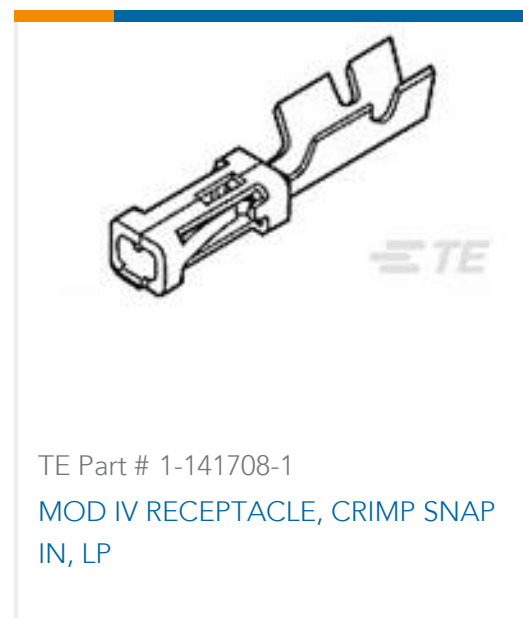 TE
TE Part # 1-141708-1
MOD IV RECEPTACLE, CRIMP SNAP
IN, LP